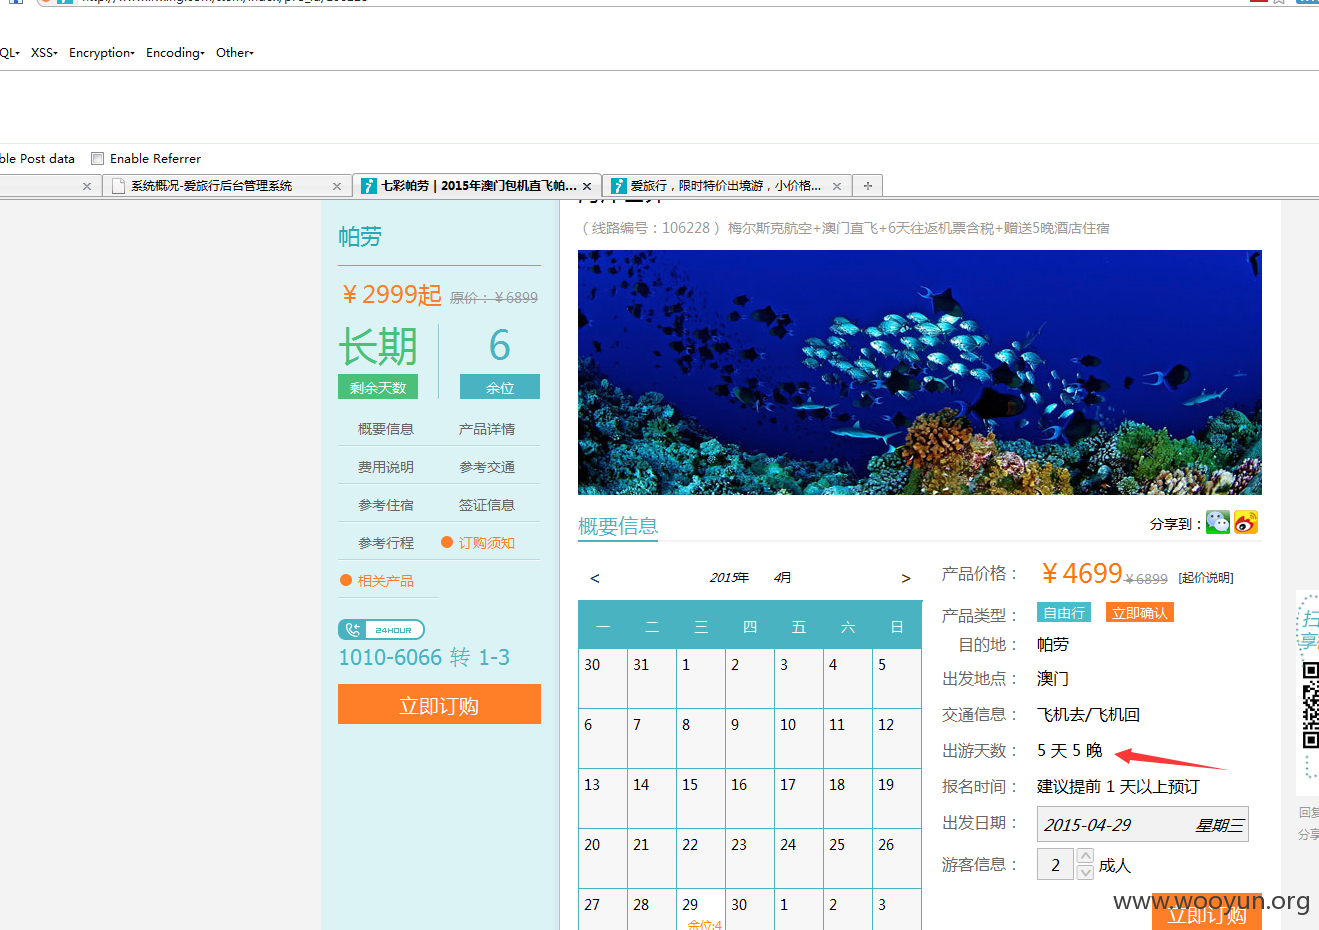 QL▾ XSS▾ Encryption▾ Encoding▾ Other▾
ble Post data Enable Referrer
系统概况-爱旅行后台管理系统
七彩帕劳 | 2015年澳门包机直飞帕...
爱旅行，限时特价出境游，小价格...
帕劳
¥2999起 原价：¥6899
长期 6
剩余天数 余位
概要信息 产品详情
费用说明 参考交通
参考住宿 签证信息
参考行程 订购须知
相关产品
24HOUR
1010-6066 转 1-3
立即订购
（线路编号：106228 ）梅尔斯克航空+澳门直飞+6天往返机票含税+赠送5晚酒店住宿
概要信息
分享到：
< 2015年 4月 >
一 二 三 四 五 六 日
30 31 1 2 3 4 5
6 7 8 9 10 11 12
13 14 15 16 17 18 19
20 21 22 23 24 25 26
27 28 29 30 1 2 3
余位:4
产品价格： ¥4699 ¥6899 [起价说明]
产品类型： 自由行 立即确认
目的地： 帕劳
出发地点： 澳门
交通信息： 飞机去/飞机回
出游天数： 5 天 5 晚
报名时间： 建议提前 1 天以上预订
出发日期： 2015-04-29 星期三
游客信息： 2 成人
立即订购
扫
享
回复
分享
www.wooyun.org